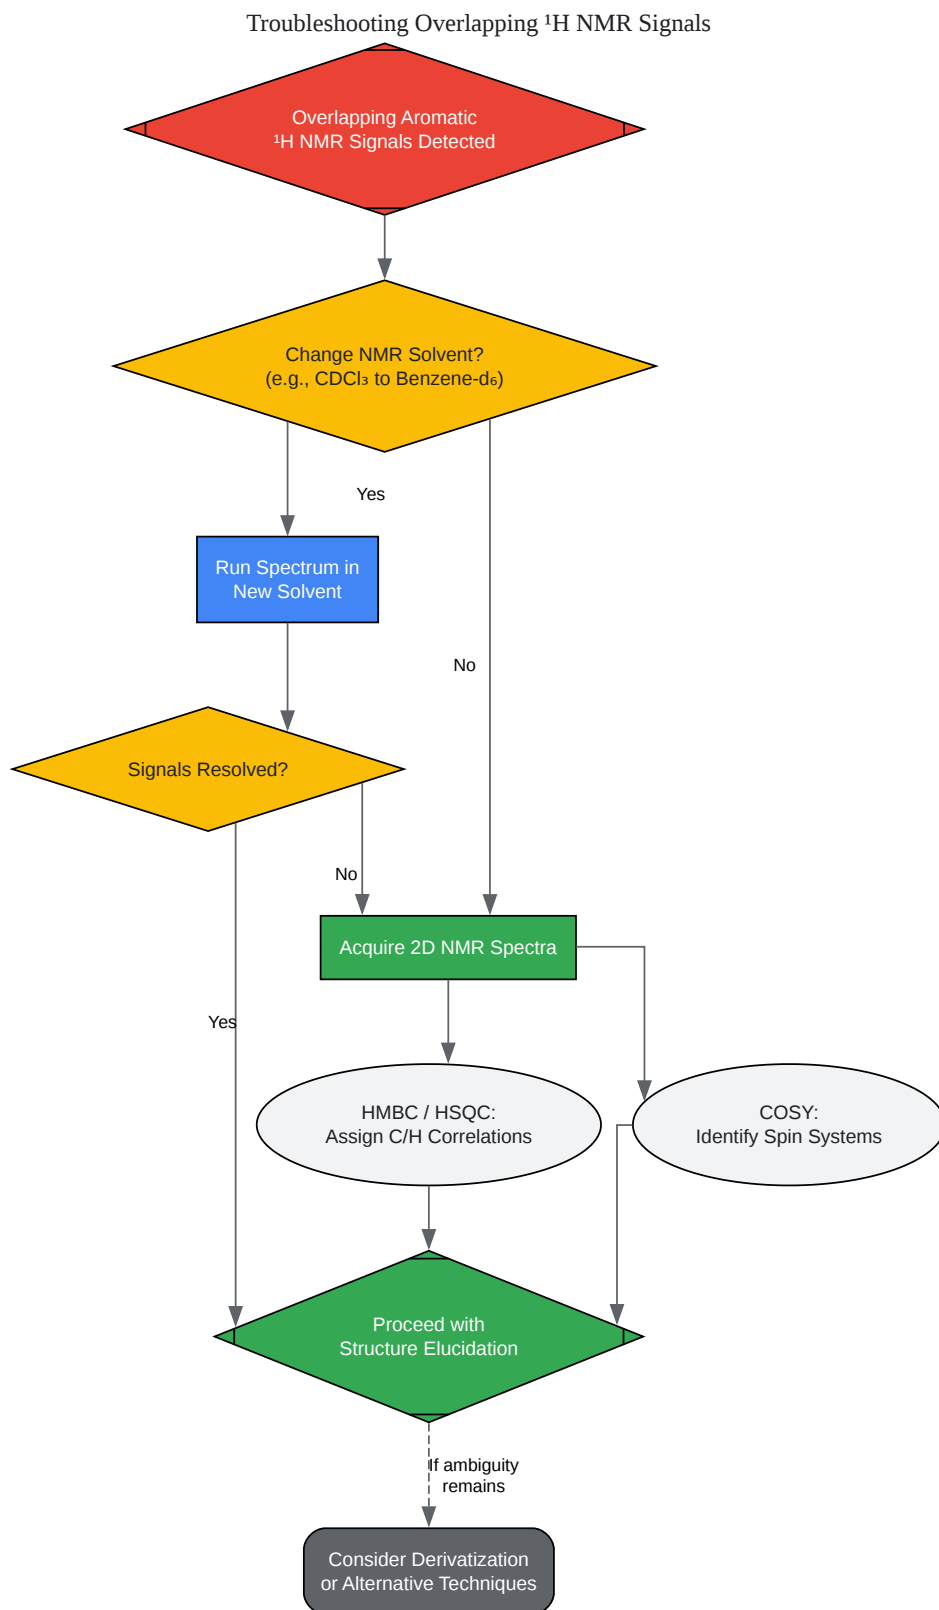 Troubleshooting Overlapping ¹H NMR Signals
Overlapping Aromatic
¹H NMR Signals Detected
Change NMR Solvent?
(e.g., CDCl₃ to Benzene-d₆)
Yes
Run Spectrum in
New Solvent
No
Signals Resolved?
No
Acquire 2D NMR Spectra
Yes
HMBC / HSQC:
Assign C/H Correlations
COSY:
Identify Spin Systems
Proceed with
Structure Elucidation
If ambiguity
remains
Consider Derivatization
or Alternative Techniques